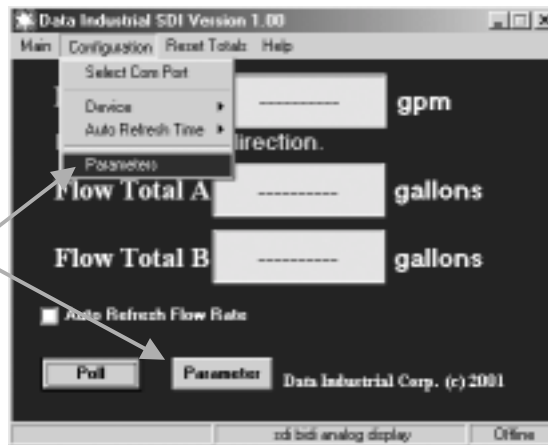 Data Industrial SDI Version 1.00
Main Configuration Reset Totals Help
Select Com Port
---------- gpm
Device
Auto Refresh Time
direction.
Parameters
Flow Total A ---------- gallons
Flow Total B ---------- gallons
Auto Refresh Flow Rate
Poll Parameter Data Industrial Corp. (c) 2001
sdi bidi analog display Offline